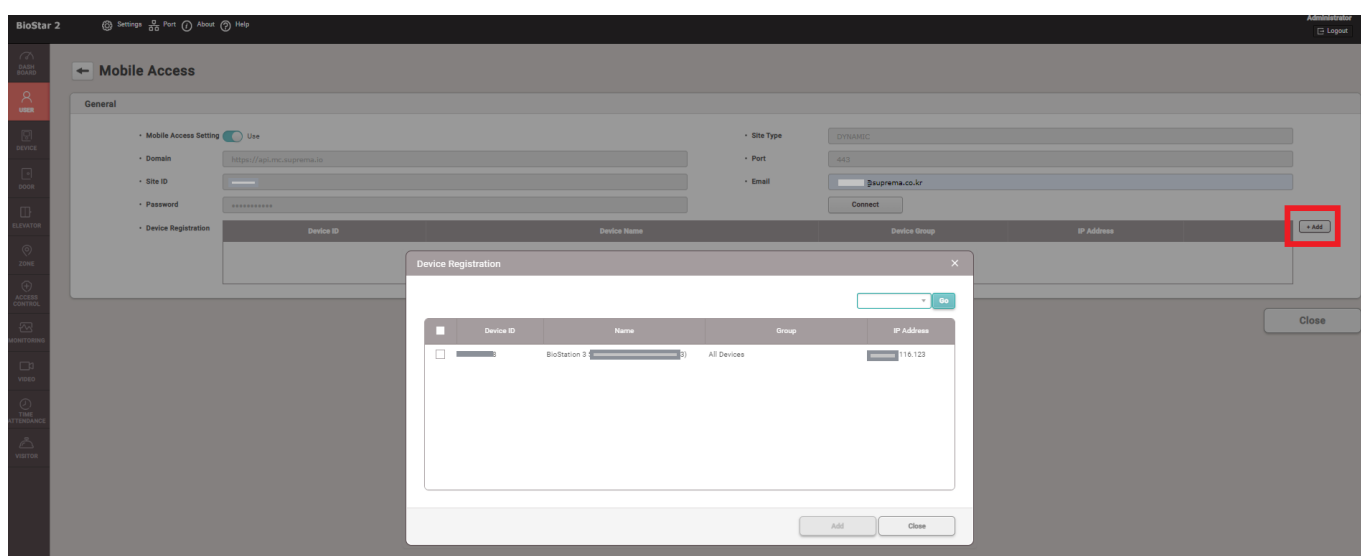 Administrator
BioStar 2 Settings Port About Help Logout
DASH
BOARD
Mobile Access
USER
General
DEVICE
• Mobile Access Setting Use • Site Type DYNAMIC
• Domain https://api.mc.suprema.io • Port 443
DOOR
• Site ID • Email @suprema.co.kr
• Password ••••••••••• Connect
ELEVATOR
• Device Registration Device ID Device Name Device Group IP Address + Add
ZONE
Device Registration ×
ACCESS
CONTROL
Go
Close
Device ID Name Group IP Address
MONITORING
BioStation 3 3) All Devices 116.123
VIDEO
TIME
ATTENDANCE
VISITOR
Add Close